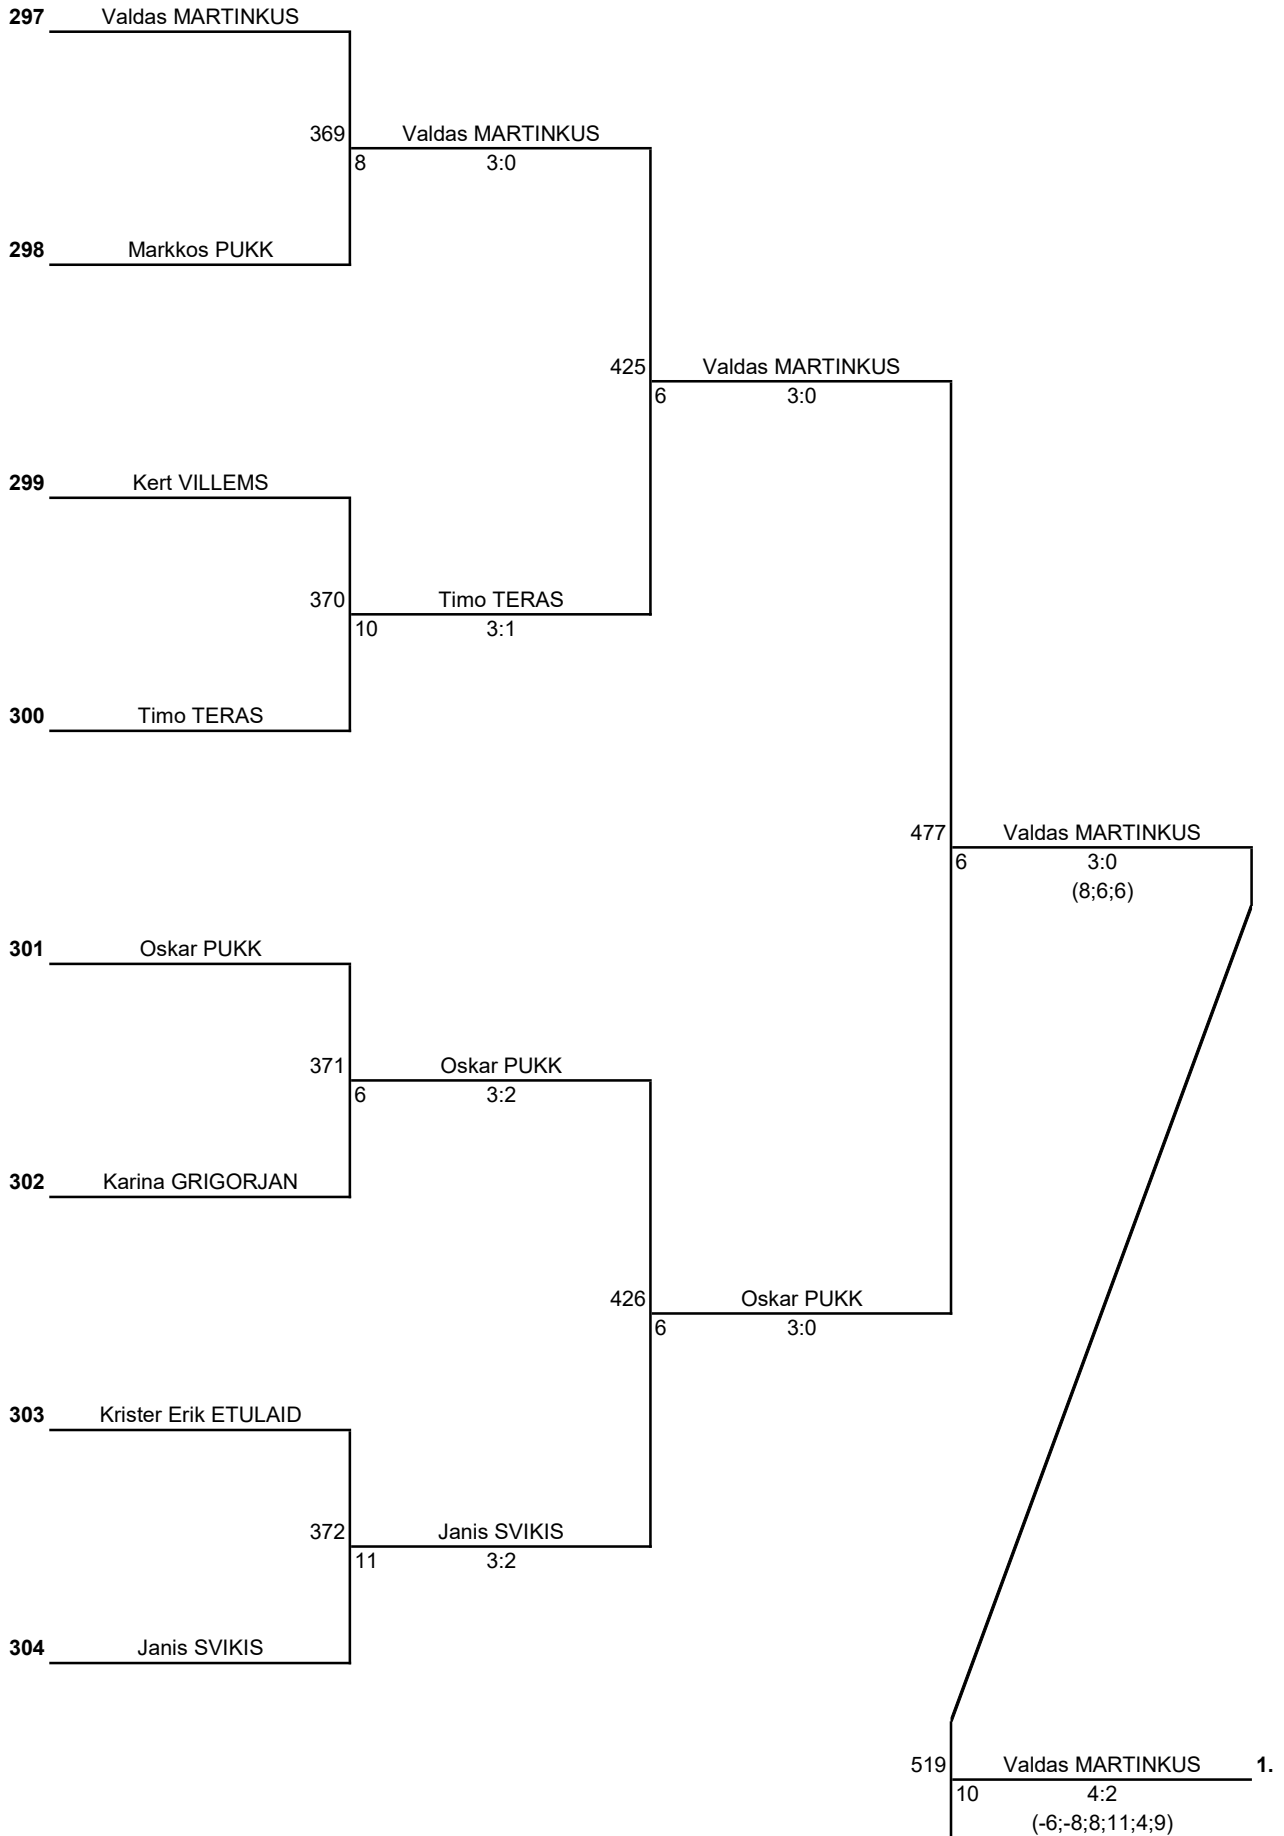 297 Valdas MARTINKUS
369 Valdas MARTINKUS
8 3:0
298 Markkos PUKK
425 Valdas MARTINKUS
6 3:0
299 Kert VILLEMS
370 Timo TERAS
10 3:1
300 Timo TERAS
477 Valdas MARTINKUS
6 3:0
(8;6;6)
301 Oskar PUKK
371 Oskar PUKK
6 3:2
302 Karina GRIGORJAN
426 Oskar PUKK
6 3:0
303 Krister Erik ETULAID
372 Janis SVIKIS
11 3:2
304 Janis SVIKIS
519 Valdas MARTINKUS 1.
10 4:2
(-6;-8;8;11;4;9)